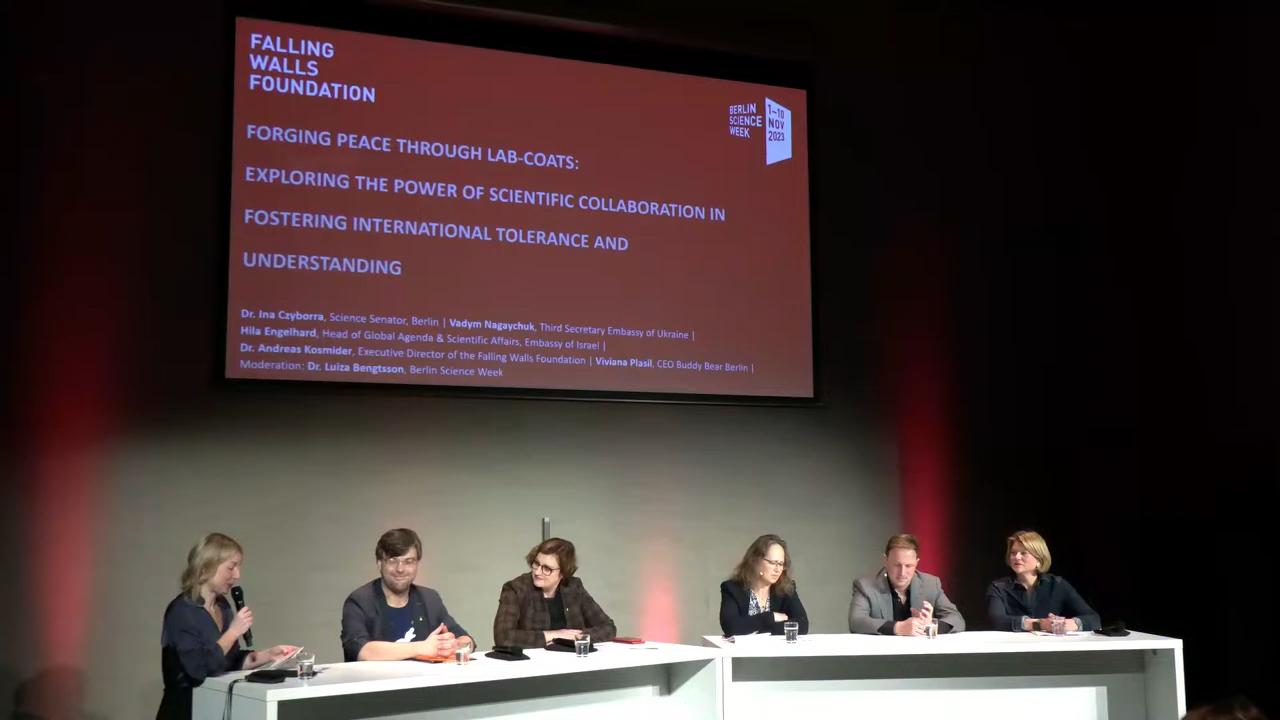 FALLING
WALLS
FOUNDATION
BERLIN
SCIENCE
WEEK
1–10
NOV
2023
FORGING PEACE THROUGH LAB-COATS:
EXPLORING THE POWER OF SCIENTIFIC COLLABORATION IN
FOSTERING INTERNATIONAL TOLERANCE AND
UNDERSTANDING
Dr. Ina Czyborra, Science Senator, Berlin | Vadym Nagaychuk, Third Secretary Embassy of Ukraine |
Hila Engelhard, Head of Global Agenda & Scientific Affairs, Embassy of Israel |
Dr. Andreas Kosmider, Executive Director of the Falling Walls Foundation | Viviana Plasil, CEO Buddy Bear Berlin |
Moderation: Dr. Luiza Bengtsson, Berlin Science Week